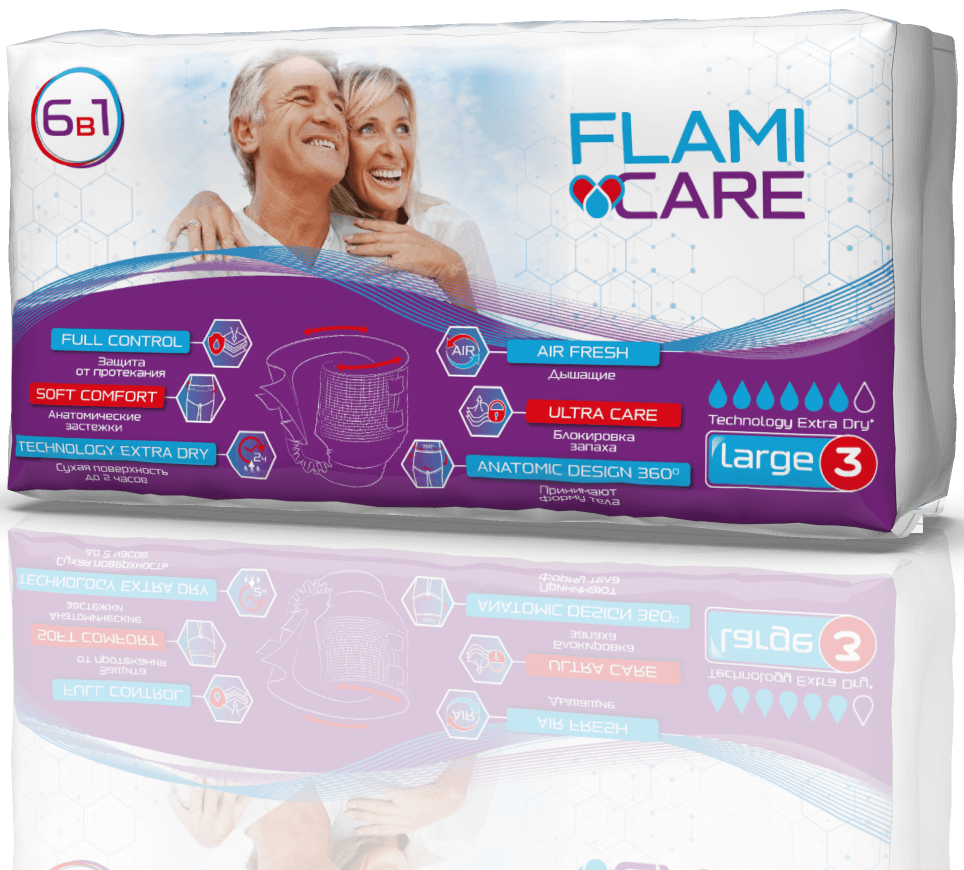 6в1
FLAMI
CARE
FULL CONTROL
Защита
от протекания
SOFT COMFORT
Анатомические
застежки
TECHNOLOGY EXTRA DRY
Сухая поверхность
до 2 часов
2ч
AIR
AIR FRESH
Дышащие
ULTRA CARE
Блокировка
запаха
360°
ANATOMIC DESIGN 360°
Принимают
форму тела
Technology Extra Dry*
Large 3